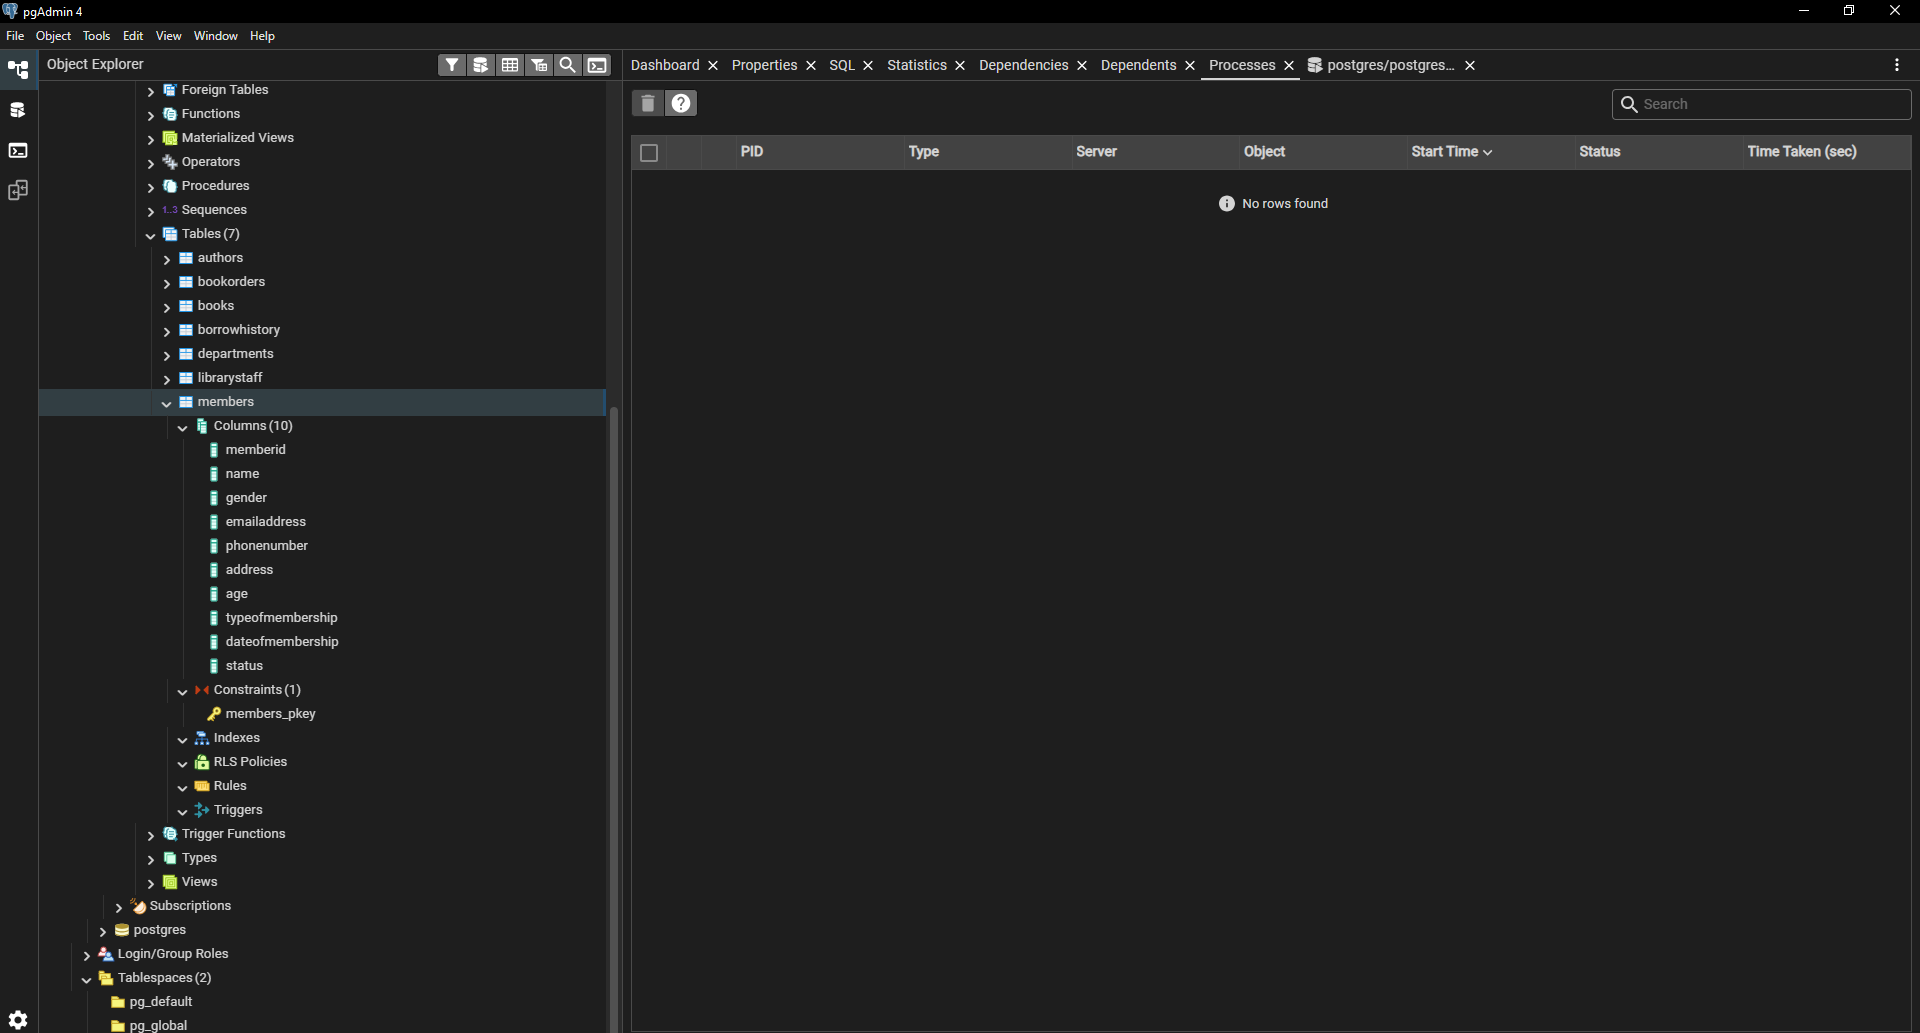 pgAdmin 4
File Object Tools Edit View Window Help
Object Explorer
Dashboard Properties SQL Statistics Dependencies Dependents Processes postgres/postgres...
Search
PID Type Server Object Start Time Status Time Taken (sec)
No rows found
Foreign Tables
Functions
Materialized Views
Operators
Procedures
1..3 Sequences
Tables (7)
authors
bookorders
books
borrowhistory
departments
librarystaff
members
Columns (10)
memberid
name
gender
emailaddress
phonenumber
address
age
typeofmembership
dateofmembership
status
Constraints (1)
members_pkey
Indexes
RLS Policies
Rules
Triggers
Trigger Functions
Types
Views
Subscriptions
postgres
Login/Group Roles
Tablespaces (2)
pg_default
pg_global